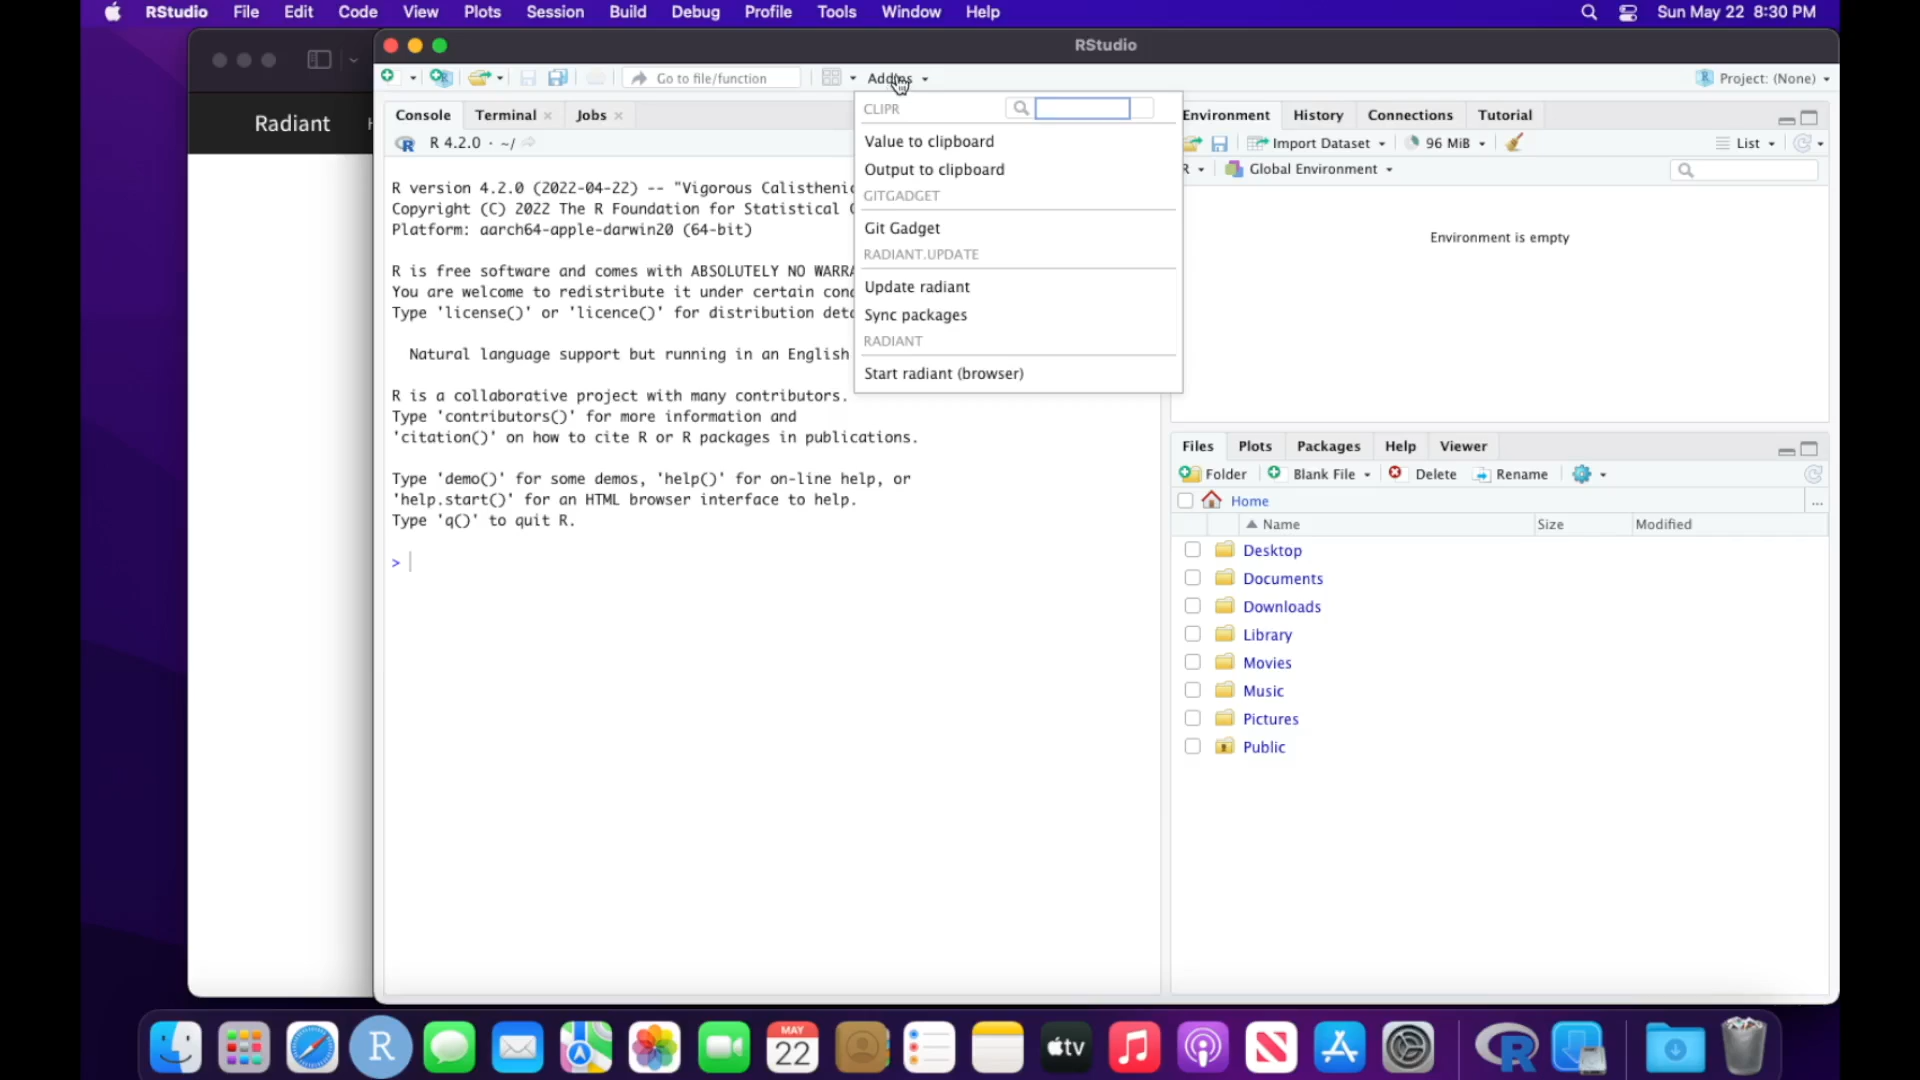 RStudio File Edit Code View Plots Session Build Debug Profile Tools Window Help Sun May 22 8:30 PM
RStudio
Go to file/function Addins Project: (None)
Radiant
Console Terminal Jobs
R 4.2.0 · ~/
R version 4.2.0 (2022-04-22) -- "Vigorous
Copyright (C) 2022 The R Foundation for Statistical
Platform: aarch64-apple-darwin20 (64-bit)
R is free software and comes with ABSOLUTELY NO
You are welcome to redistribute it under certain
Type 'license()' or 'licence()' for distribution
Natural language support but running in an English
R is a collaborative project with many contributors.
Type 'contributors()' for more information and
'citation()' on how to cite R or R packages in publications.
Type 'demo()' for some demos, 'help()' for on-line help, or
'help.start()' for an HTML browser interface to help.
Type 'q()' to quit R.
>
CLIPR
Value to clipboard
Output to clipboard
GITGADGET
Git Gadget
RADIANT.UPDATE
Update radiant
Sync packages
RADIANT
Start radiant (browser)
Environment History Connections Tutorial
Import Dataset 96 MiB List
R Global Environment
Environment is empty
Files Plots Packages Help Viewer
Folder Blank File Delete Rename
Home ...
Name Size Modified
Desktop
Documents
Downloads
Library
Movies
Music
Pictures
Public
R MAY 22 tv R